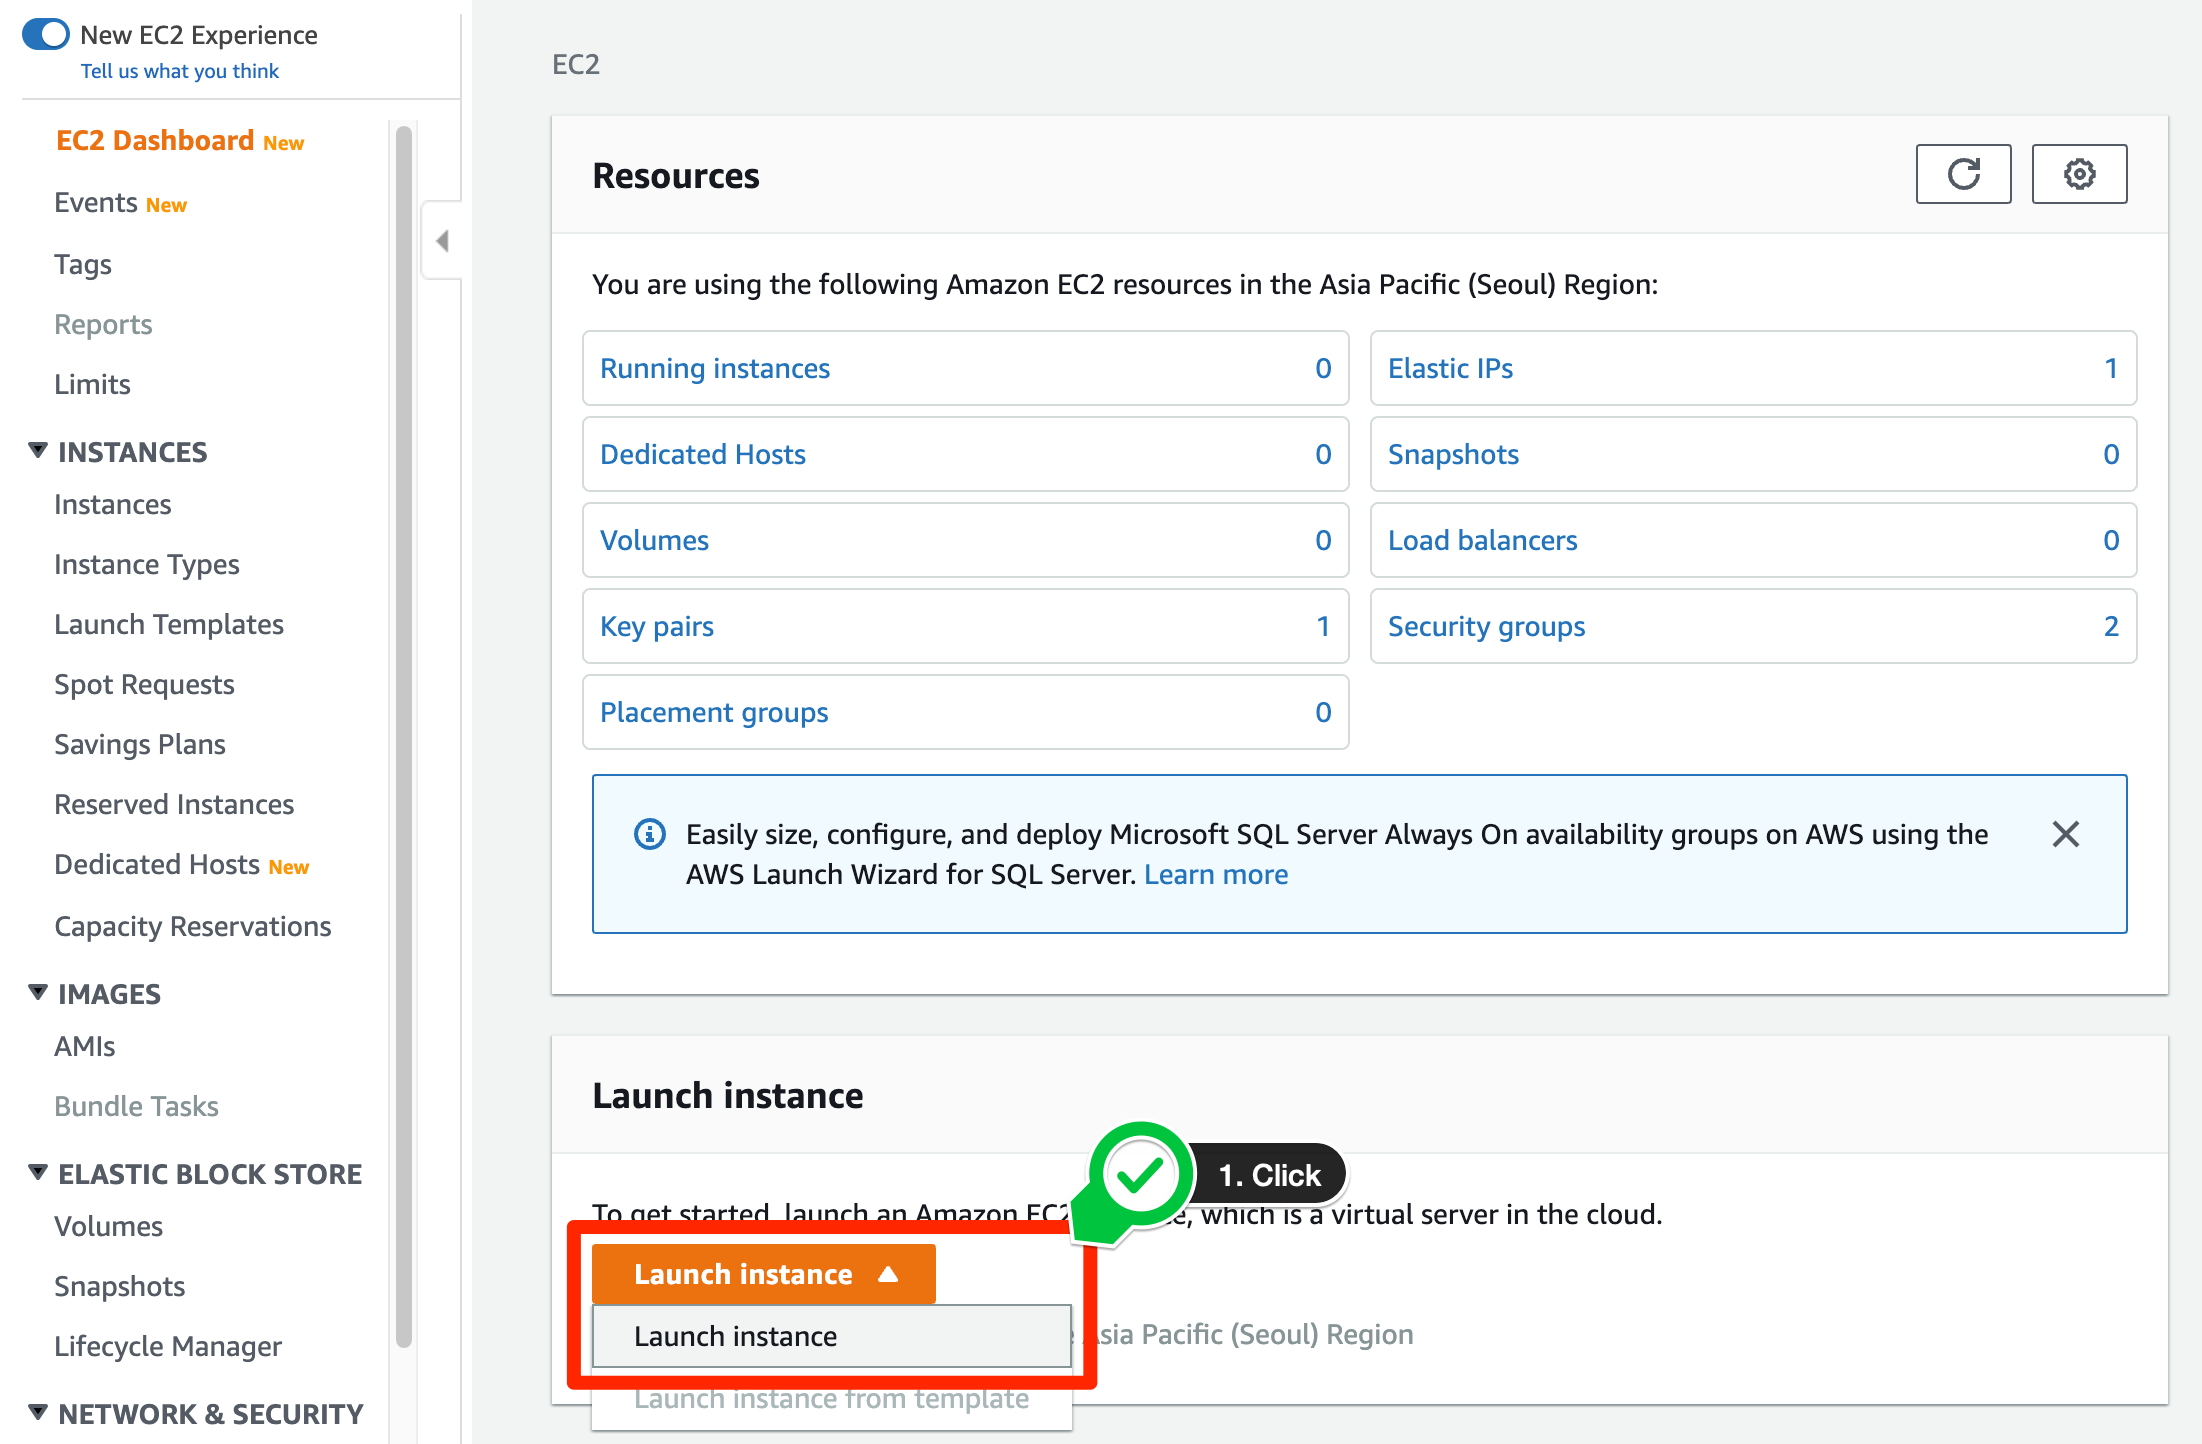 New EC2 Experience
Tell us what you think
EC2 Dashboard New
Events New
Tags
Reports
Limits
INSTANCES
Instances
Instance Types
Launch Templates
Spot Requests
Savings Plans
Reserved Instances
Dedicated Hosts New
Capacity Reservations
IMAGES
AMIs
Bundle Tasks
ELASTIC BLOCK STORE
Volumes
Snapshots
Lifecycle Manager
NETWORK & SECURITY
EC2
Resources
You are using the following Amazon EC2 resources in the Asia Pacific (Seoul) Region:
Running instances 0
Elastic IPs 1
Dedicated Hosts 0
Snapshots 0
Volumes 0
Load balancers 0
Key pairs 1
Security groups 2
Placement groups 0
Easily size, configure, and deploy Microsoft SQL Server Always On availability groups on AWS using the
AWS Launch Wizard for SQL Server. Learn more
Launch instance
1. Click
To get started, launch an Amazon EC2 which is a virtual server in the cloud.
Launch instance
Launch instance
Asia Pacific (Seoul) Region
Launch instance from template